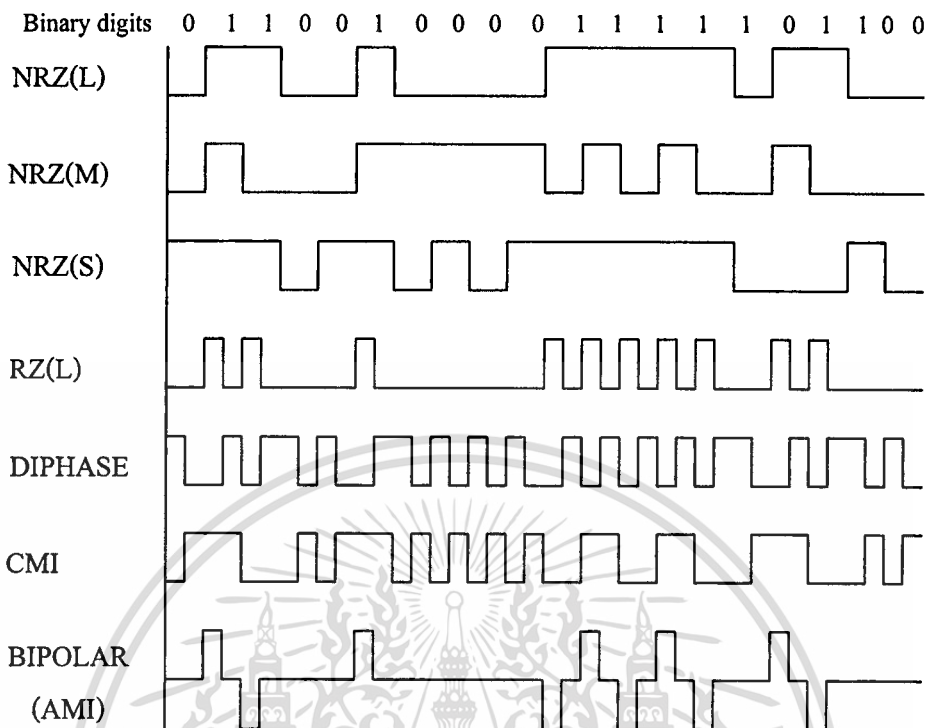 Binary digits 0 1 1 0 0 1 0 0 0 0 1 1 1 1 1 0 1 1 0 0
NRZ(L)
NRZ(M)
NRZ(S)
RZ(L)
DIPHASE
CMI
BIPOLAR
(AMI)